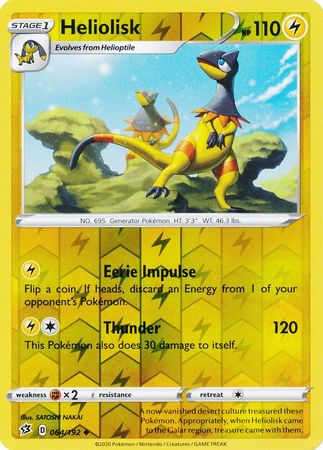 STAGE 1
Heliolisk
HP 110
Evolves from Helioptile
NO. 695 Generator Pokémon HT: 3'3" WT: 46.3 lbs.
Eerie Impulse
Flip a coin. If heads, discard an Energy from 1 of your
opponent's Pokémon.
Thunder 120
This Pokémon also does 30 damage to itself.
weakness ×2 resistance retreat
Illus. SATOSHI NAKAI
D 064/192
A now-vanished desert culture treasured these
Pokémon. Appropriately, when Heliolisk came
to the Galar region, treasure came with them.
©2020 Pokémon / Nintendo / Creatures / GAME FREAK